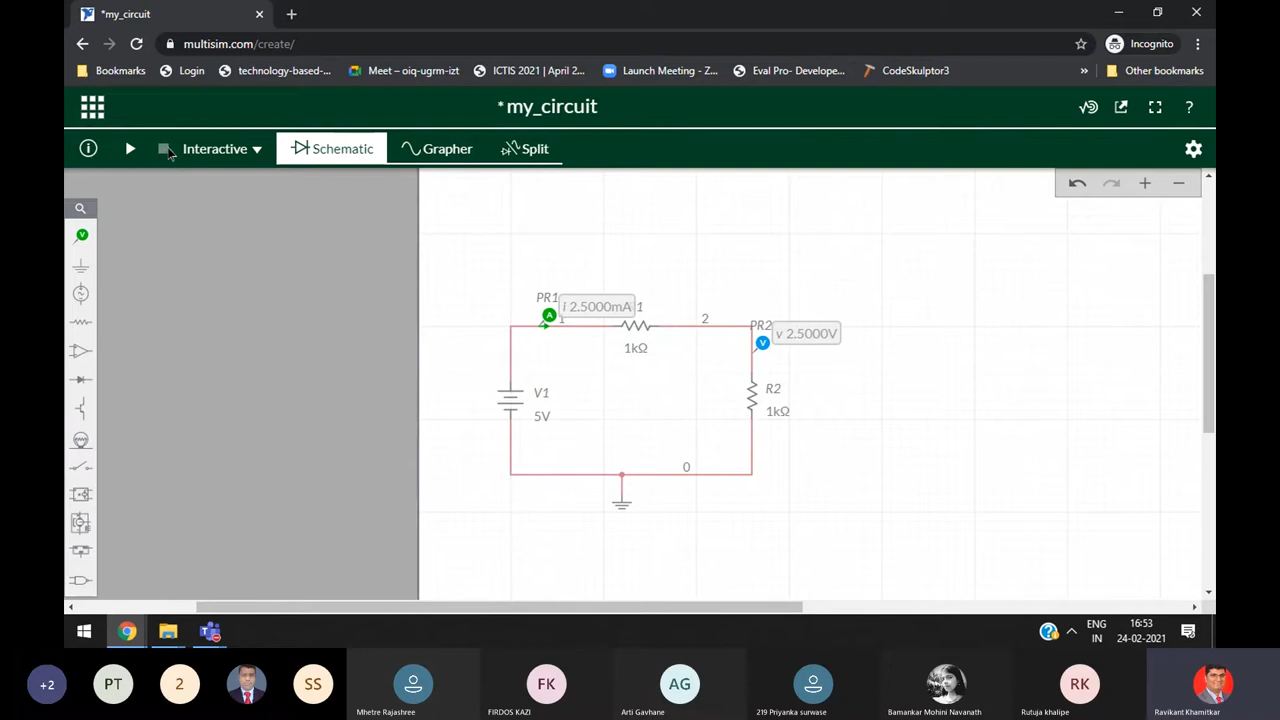 *my_circuit
multisim.com/create/
Incognito
Bookmarks Login technology-based-... Meet – oiq-ugrm-izt ICTIS 2021 | April 2... Launch Meeting - Z... Eval Pro- Develope... CodeSkulptor3 » Other bookmarks
*my_circuit
?
Interactive Schematic Grapher Split
V
PR1
i 2.5000mA
1
A
1
2
1kΩ
PR2
V
v 2.5000V
V1
5V
R2
1kΩ
0
ENG
IN
16:53
24-02-2021
+2 PT 2 SS FK AG RK
Mhetre Rajashree FIRDOS KAZI Arti Gavhane 219 Priyanka surwase Bamankar Mohini Navanath Rutuja khalipe Ravikant Khamitkar